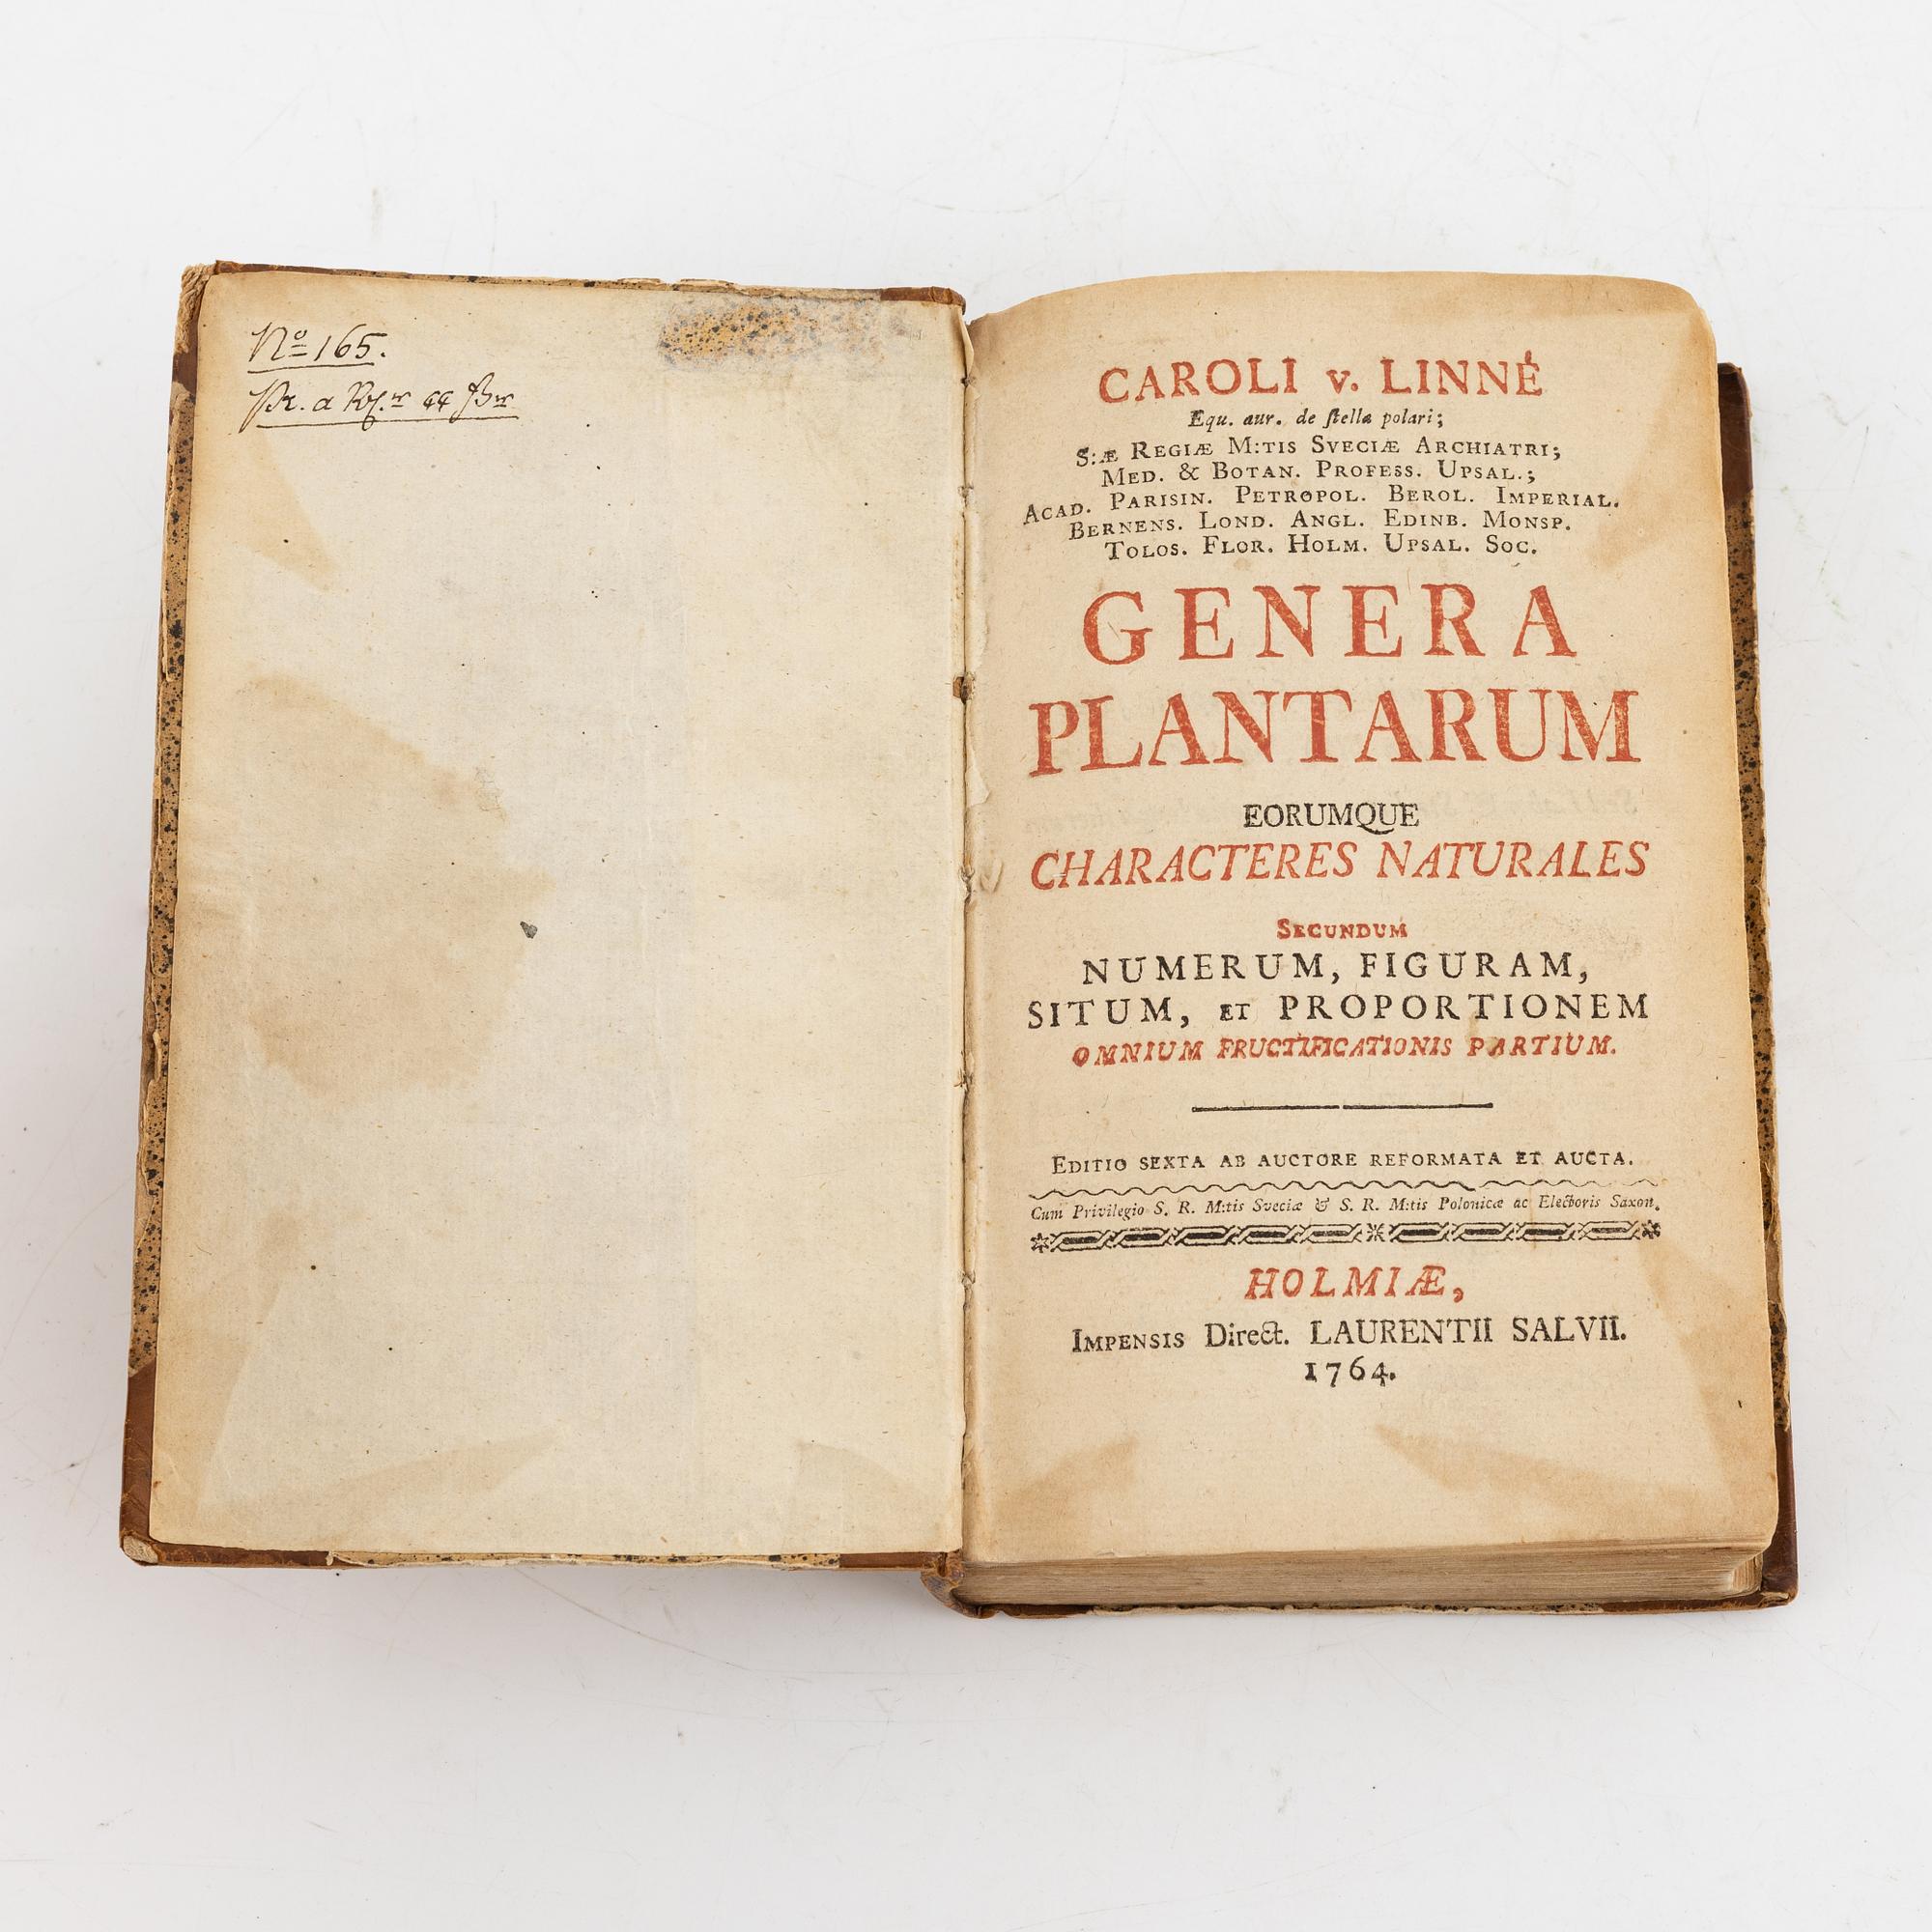 Nº 165.
CAROLI v. LINNÉ
Equ. aur. de ſtella polari;
S:Æ REGIÆ M:TIS SVECIÆ ARCHIATRI;
MED. & BOTAN. PROFESS. UPSAL.;
ACAD. PARISIN. PETROPOL. BEROL. IMPERIAL.
BERNENS. LOND. ANGL. EDINB. MONSP.
TOLOS. FLOR. HOLM. UPSAL. SOC.
GENERA
PLANTARUM
EORUMQUE
CHARACTERES NATURALES
SECUNDUM
NUMERUM, FIGURAM,
SITUM, ET PROPORTIONEM
OMNIUM FRUCTIFICATIONIS PARTIUM.
EDITIO SEXTA AB AUCTORE REFORMATA ET AUCTA.
Cum Privilegio S. R. M:tis Sveciæ & S. R. M:tis Polonicæ ac Electoris Saxon.
HOLMIÆ,
IMPENSIS Direct. LAURENTII SALVII.
1764.